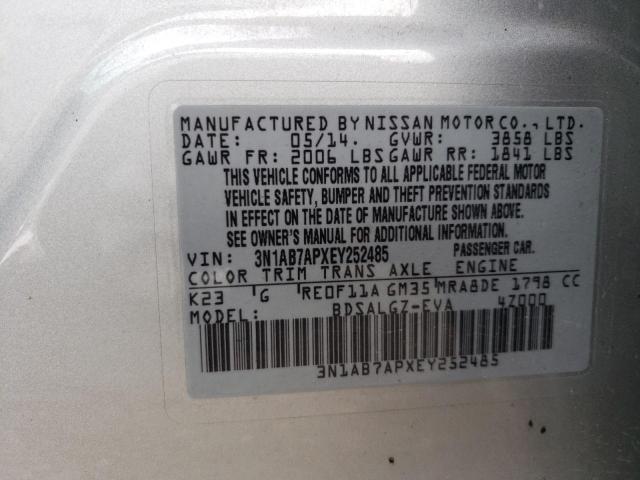 MANUFACTURED BY NISSAN MOTOR CO., LTD.
DATE: 05/14. GVWR: 3858 LBS
GAWR FR: 2006 LBS GAWR RR: 1841 LBS
THIS VEHICLE CONFORMS TO ALL APPLICABLE FEDERAL MOTOR
VEHICLE SAFETY, BUMPER AND THEFT PREVENTION STANDARDS
IN EFFECT ON THE DATE OF MANUFACTURE SHOWN ABOVE.
SEE OWNER'S MANUAL FOR ADDITIONAL INFORMATION.
VIN: 3N1AB7APXEY252485 PASSENGER CAR.
COLOR TRIM TRANS AXLE ENGINE
K23 G RE0F11A GM35 MRA8DE 1798 CC
MODEL: BDSALGZ-EVA 4Z000
3N1AB7APXEY252485